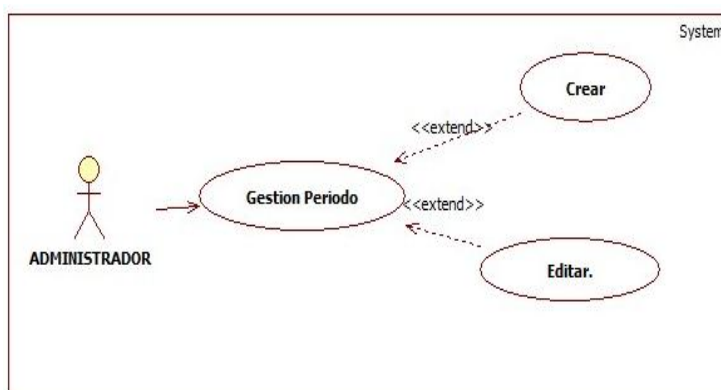 System
Crear
<<extend>>
Gestion Periodo
<<extend>>
ADMINISTRADOR
Editar.